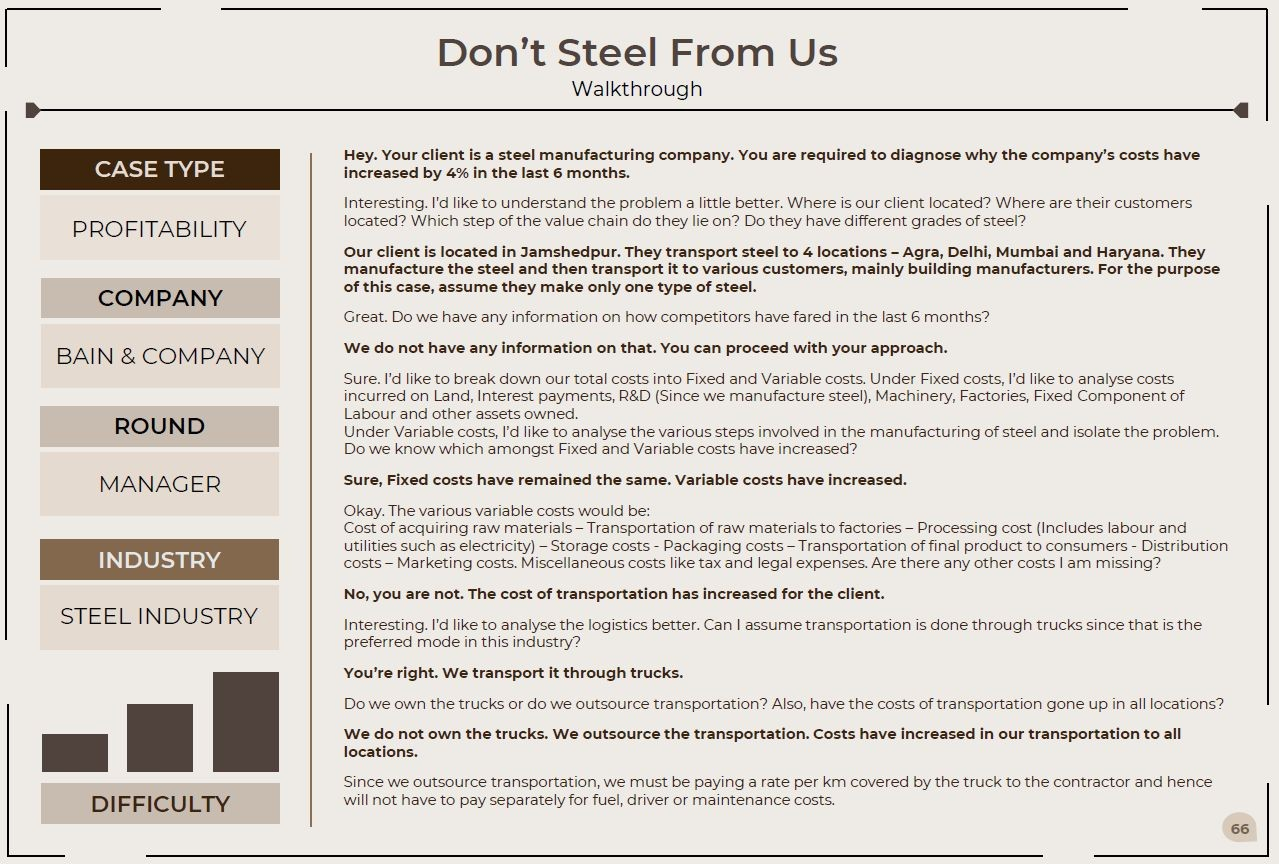 Don’t Steel From Us
Walkthrough
CASE TYPE
PROFITABILITY
COMPANY
BAIN & COMPANY
ROUND
MANAGER
INDUSTRY
STEEL INDUSTRY
DIFFICULTY
Hey. Your client is a steel manufacturing company. You are required to diagnose why the company’s costs have
increased by 4% in the last 6 months.
Interesting. I’d like to understand the problem a little better. Where is our client located? Where are their customers
located? Which step of the value chain do they lie on? Do they have different grades of steel?
Our client is located in Jamshedpur. They transport steel to 4 locations – Agra, Delhi, Mumbai and Haryana. They
manufacture the steel and then transport it to various customers, mainly building manufacturers. For the purpose
of this case, assume they make only one type of steel.
Great. Do we have any information on how competitors have fared in the last 6 months?
We do not have any information on that. You can proceed with your approach.
Sure. I’d like to break down our total costs into Fixed and Variable costs. Under Fixed costs, I’d like to analyse costs
incurred on Land, Interest payments, R&D (Since we manufacture steel), Machinery, Factories, Fixed Component of
Labour and other assets owned.
Under Variable costs, I’d like to analyse the various steps involved in the manufacturing of steel and isolate the problem.
Do we know which amongst Fixed and Variable costs have increased?
Sure, Fixed costs have remained the same. Variable costs have increased.
Okay. The various variable costs would be:
Cost of acquiring raw materials – Transportation of raw materials to factories – Processing cost (Includes labour and
utilities such as electricity) – Storage costs - Packaging costs – Transportation of final product to consumers - Distribution
costs – Marketing costs. Miscellaneous costs like tax and legal expenses. Are there any other costs I am missing?
No, you are not. The cost of transportation has increased for the client.
Interesting. I’d like to analyse the logistics better. Can I assume transportation is done through trucks since that is the
preferred mode in this industry?
You’re right. We transport it through trucks.
Do we own the trucks or do we outsource transportation? Also, have the costs of transportation gone up in all locations?
We do not own the trucks. We outsource the transportation. Costs have increased in our transportation to all
locations.
Since we outsource transportation, we must be paying a rate per km covered by the truck to the contractor and hence
will not have to pay separately for fuel, driver or maintenance costs.
66